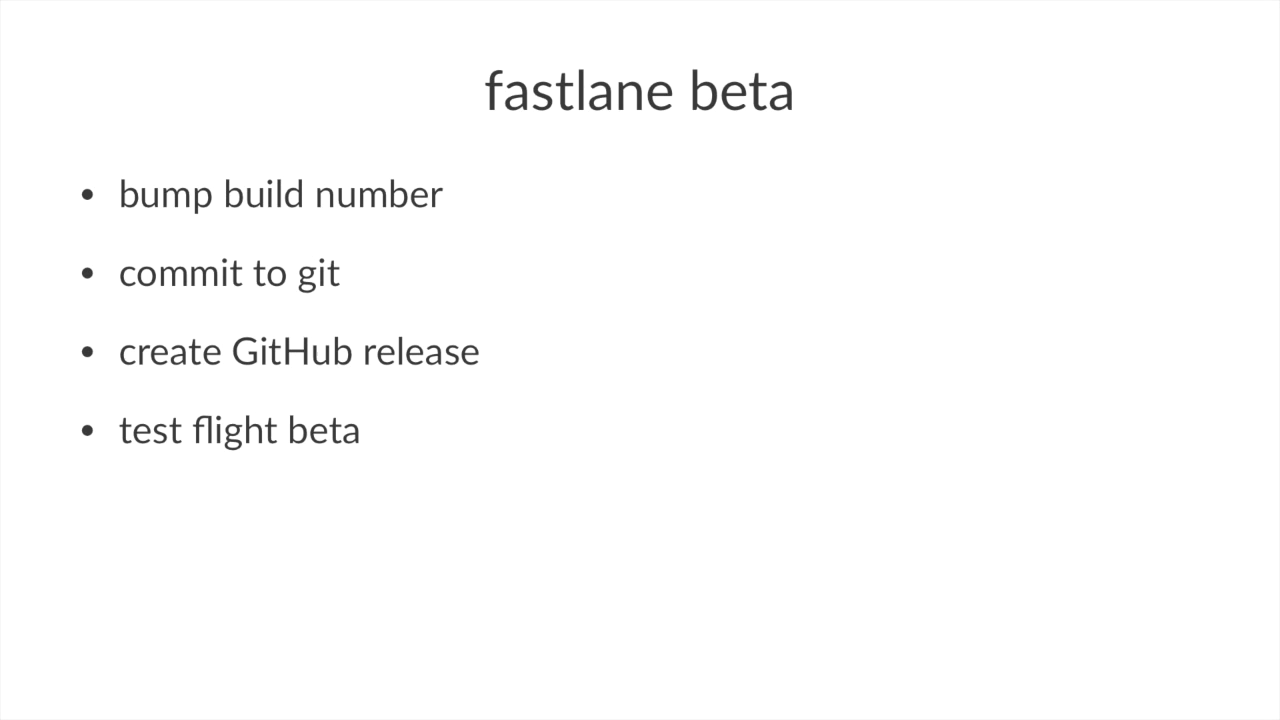 fastlane beta
• bump build number
• commit to git
• create GitHub release
• test flight beta